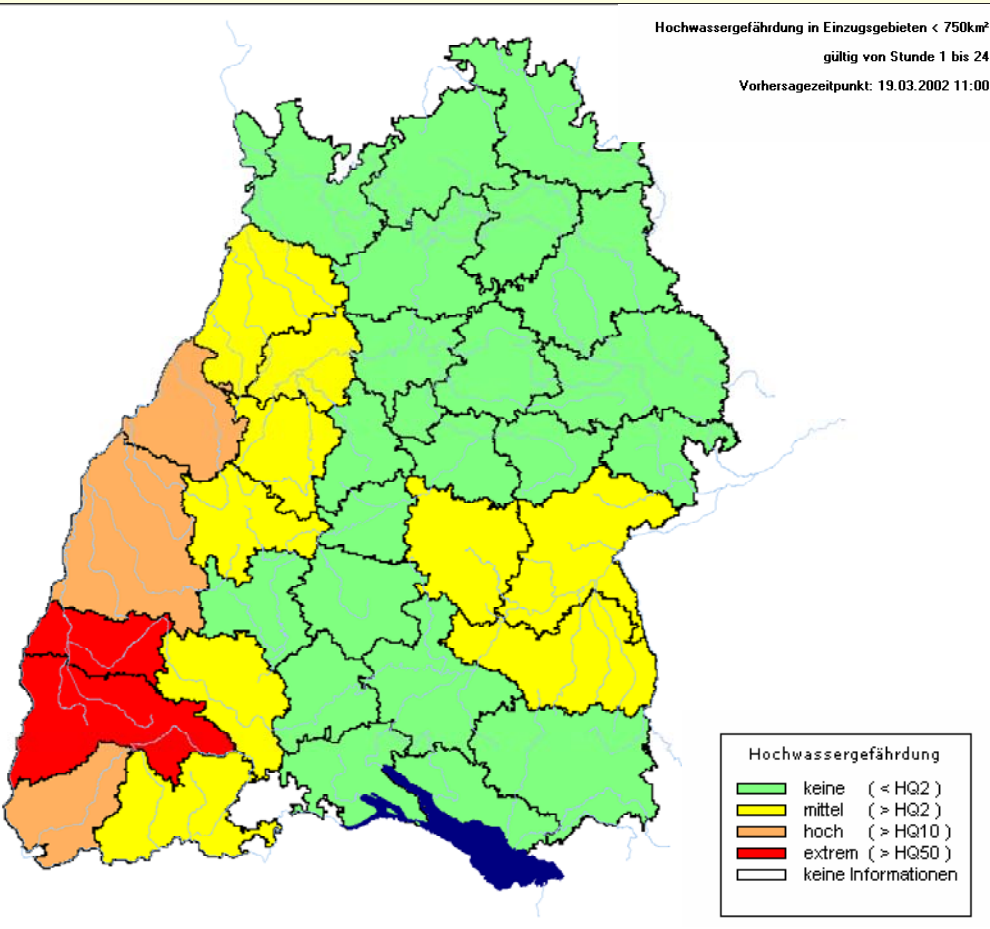 Hochwassergefährdung in Einzugsgebieten < 750km²
gültig von Stunde 1 bis 24
Vorhersagezeitpunkt: 19.03.2002 11:00
Hochwassergefährdung
keine ( < HQ2 )
mittel ( > HQ2 )
hoch ( > HQ10 )
extrem ( > HQ50 )
keine Informationen